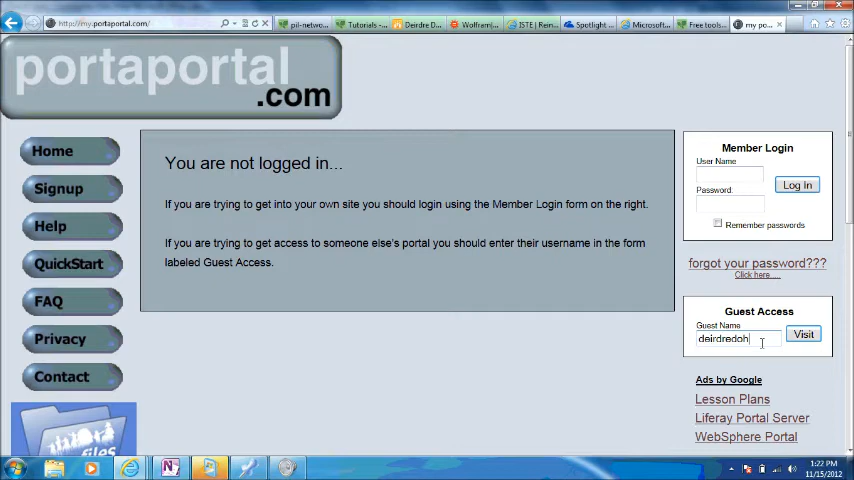 http://my.portaportal.com/
pil-netwo...
Tutorials -...
Deirdre D...
Wolfram|...
ISTE | Rein...
Spotlight ...
Microsoft...
Free tools...
my po...
portaportal
.com
Home
Signup
Help
QuickStart
FAQ
Privacy
Contact
files
You are not logged in...
If you are trying to get into your own site you should login using the Member Login form on the right.
If you are trying to get access to someone else's portal you should enter their username in the form
labeled Guest Access.
Member Login
User Name
Log In
Password:
Remember passwords
forgot your password???
Click here.....
Guest Access
Guest Name
deirdredoh
Visit
Ads by Google
Lesson Plans
Liferay Portal Server
WebSphere Portal
1:22 PM
11/15/2012